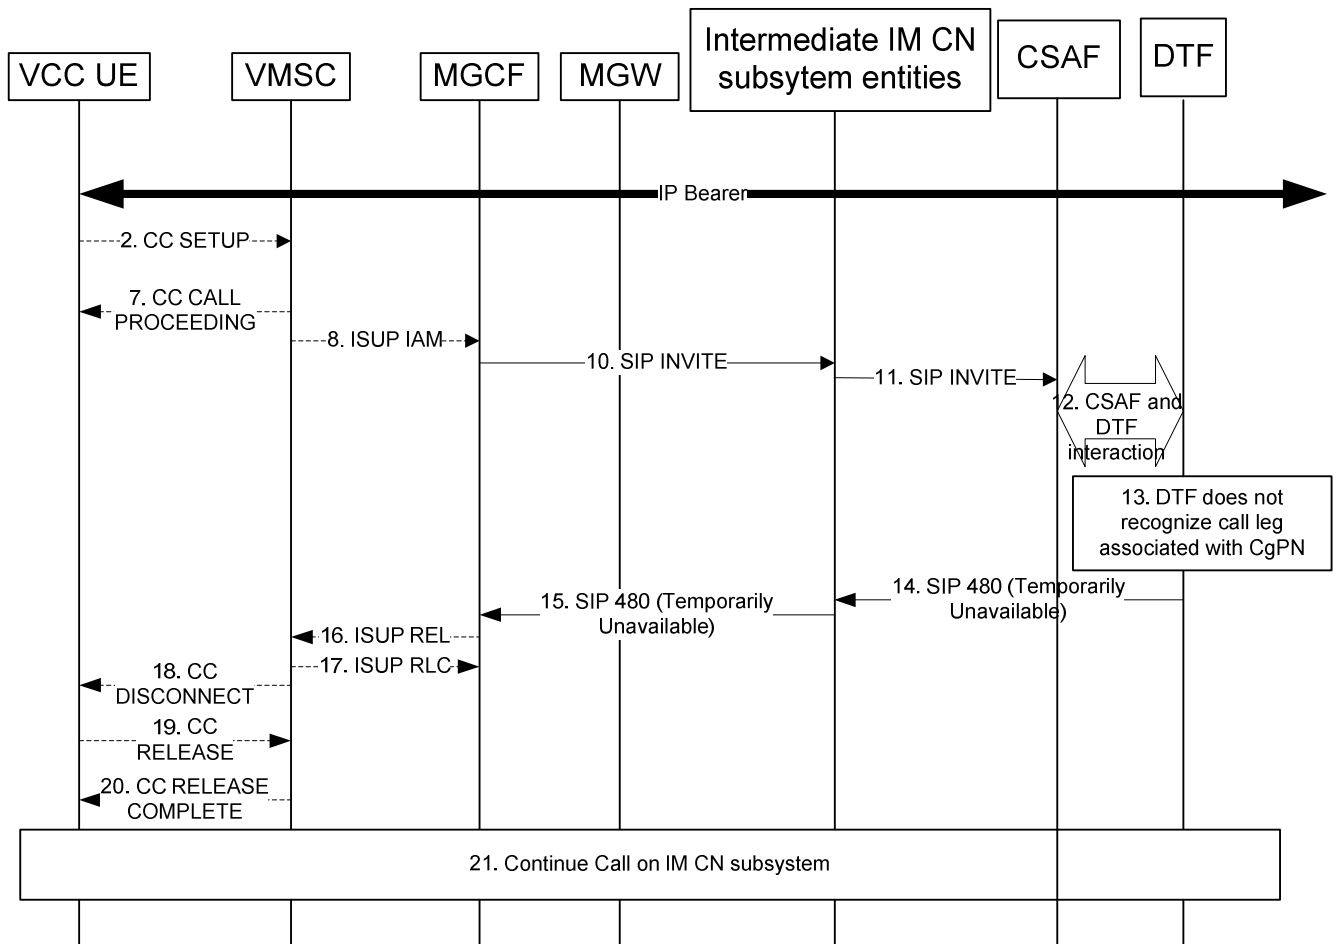 VCC UE
VMSC
MGCF
MGW
Intermediate IM CN
subsytem entities
CSAF
DTF
IP Bearer
2. CC SETUP
7. CC CALL
PROCEEDING
8. ISUP IAM
10. SIP INVITE
11. SIP INVITE
12. CSAF and
DTF
interaction
13. DTF does not
recognize call leg
associated with CgPN
14. SIP 480 (Temporarily
Unavailable)
15. SIP 480 (Temporarily
Unavailable)
16. ISUP REL
17. ISUP RLC
18. CC
DISCONNECT
19. CC
RELEASE
20. CC RELEASE
COMPLETE
21. Continue Call on IM CN subsystem